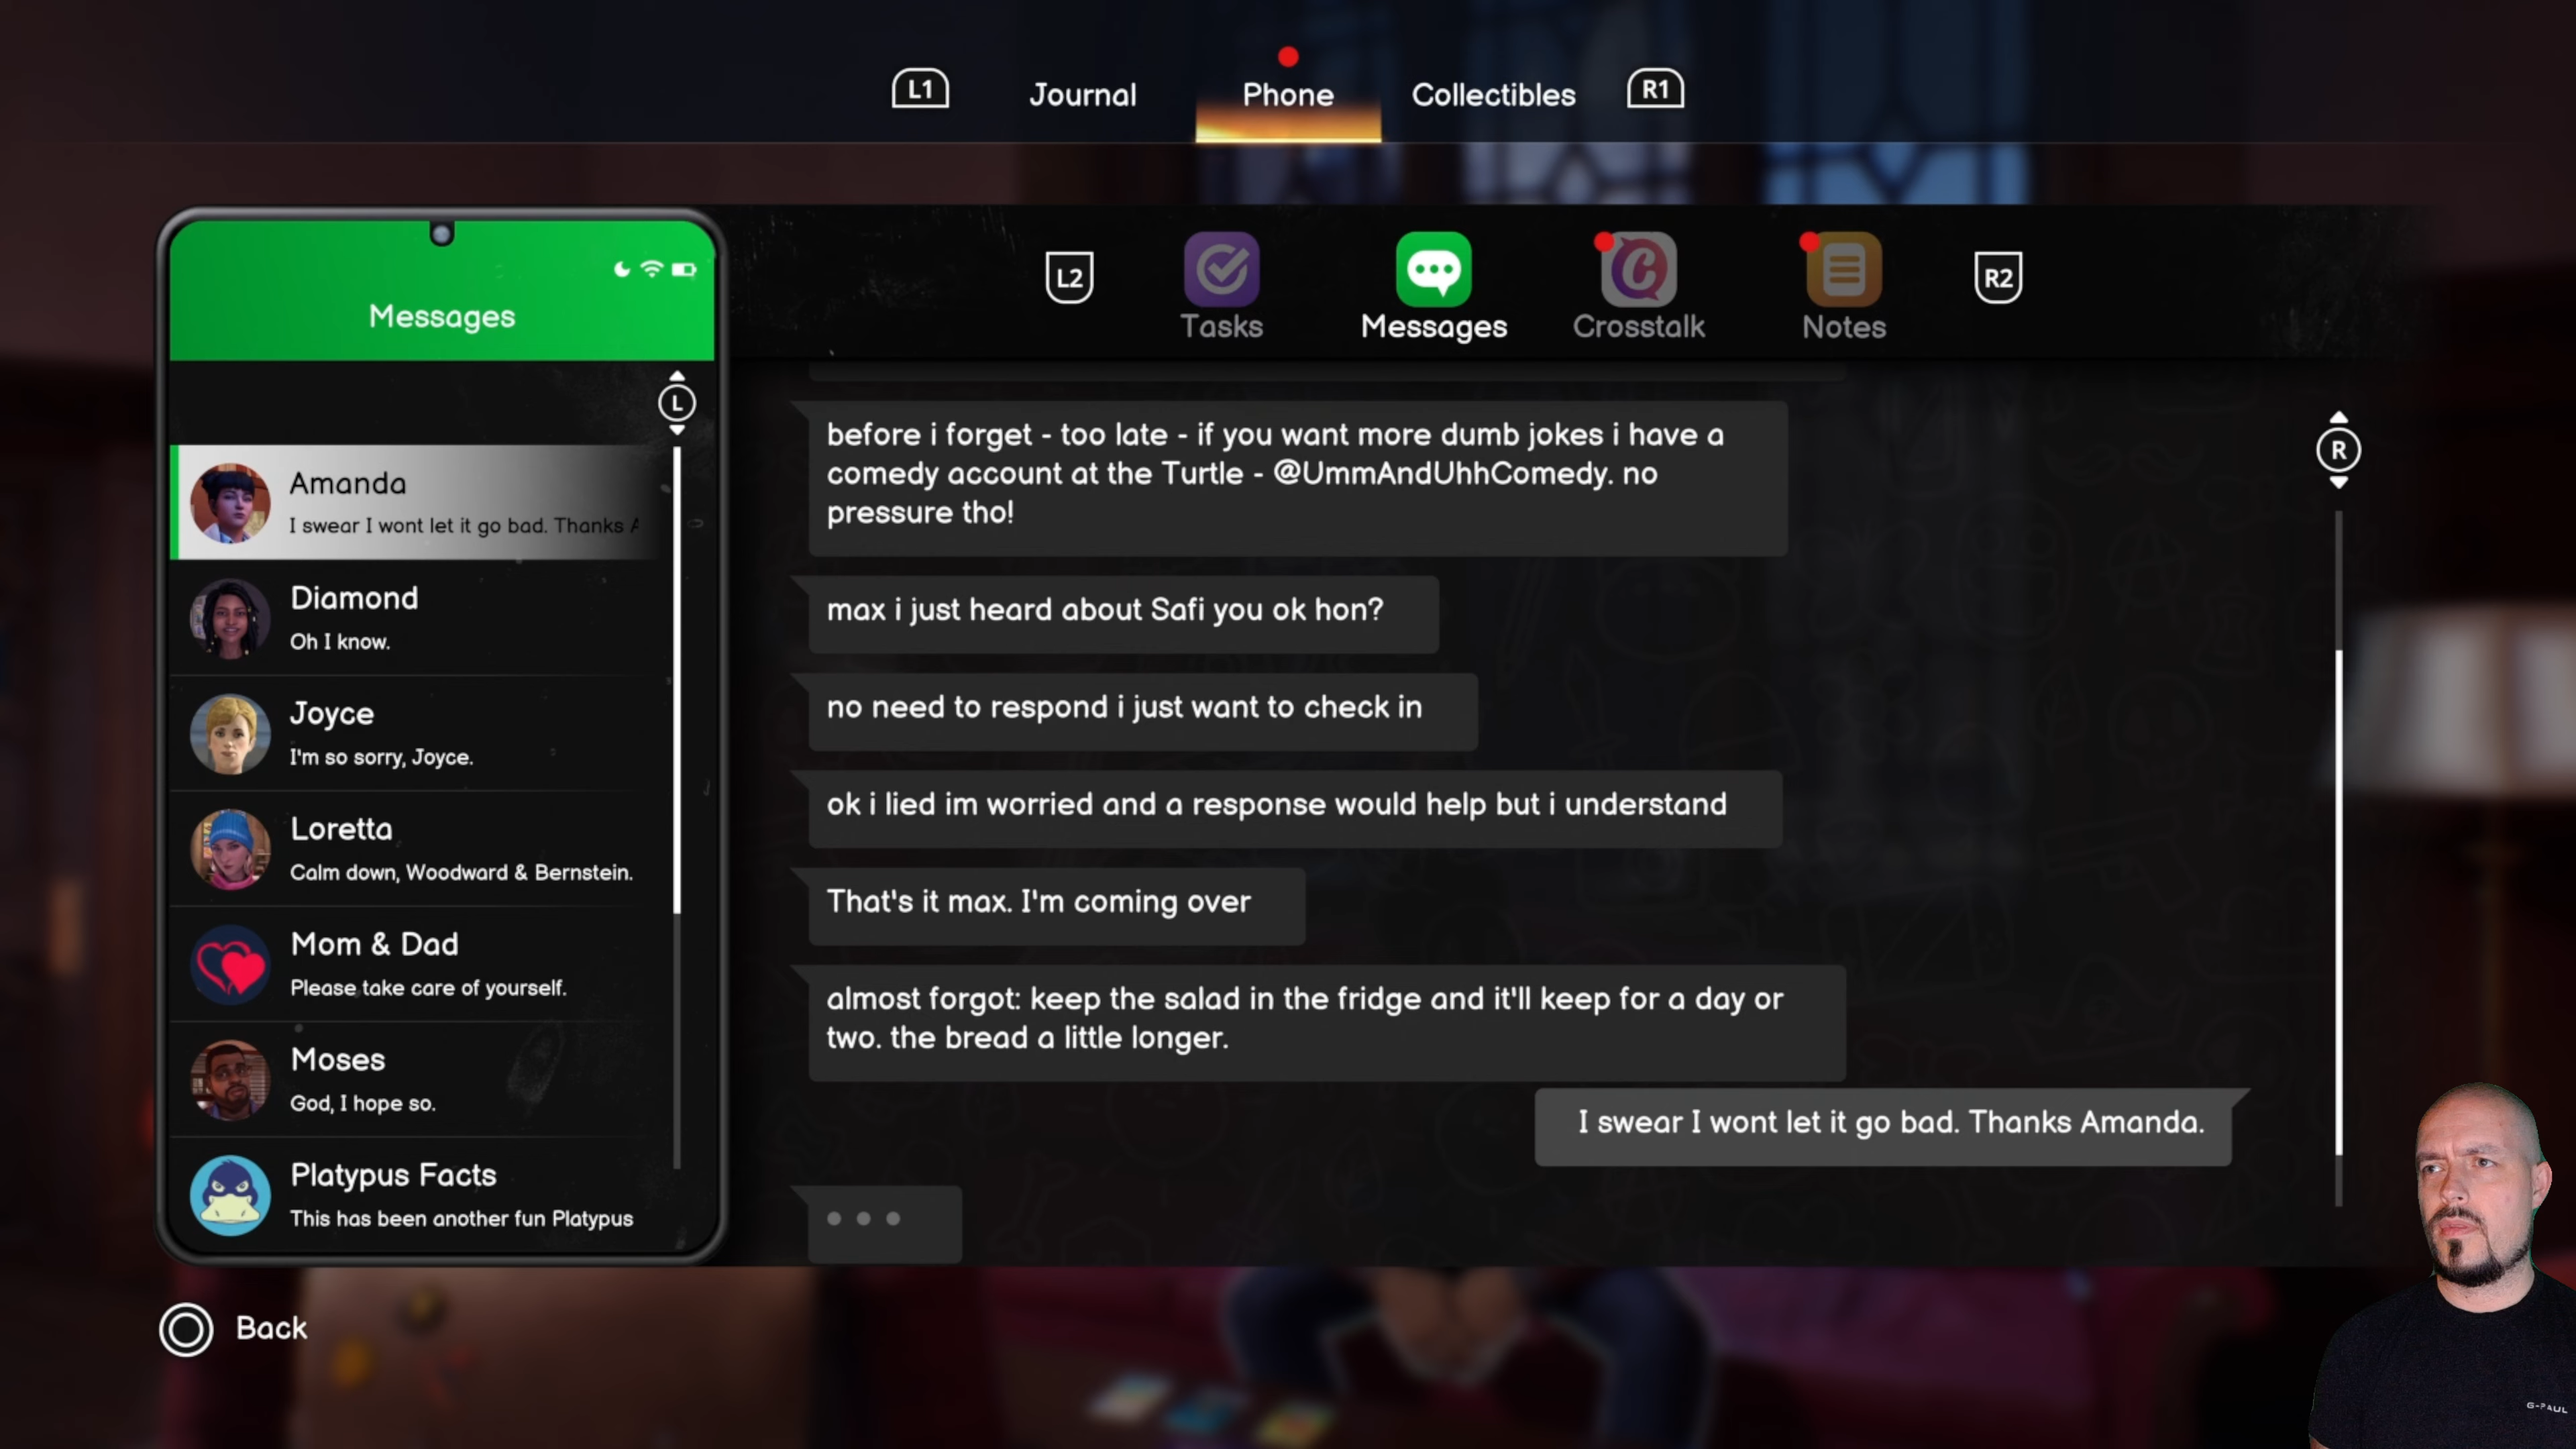 L1
Journal
Phone
Collectibles
R1
Messages
L
Amanda
I swear I wont let it go bad. Thanks
Diamond
Oh I know.
Joyce
I'm so sorry, Joyce.
Loretta
Calm down, Woodward & Bernstein.
Mom & Dad
Please take care of yourself.
Moses
God, I hope so.
Platypus Facts
This has been another fun Platypus
L2
Tasks
Messages
Crosstalk
Notes
R2
before i forget - too late - if you want more dumb jokes i have a
comedy account at the Turtle - @UmmAndUhhComedy. no
pressure tho!
max i just heard about Safi you ok hon?
no need to respond i just want to check in
ok i lied im worried and a response would help but i understand
That's it max. I'm coming over
almost forgot: keep the salad in the fridge and it'll keep for a day or
two. the bread a little longer.
I swear I wont let it go bad. Thanks Amanda.
R
Back
G-PAUL